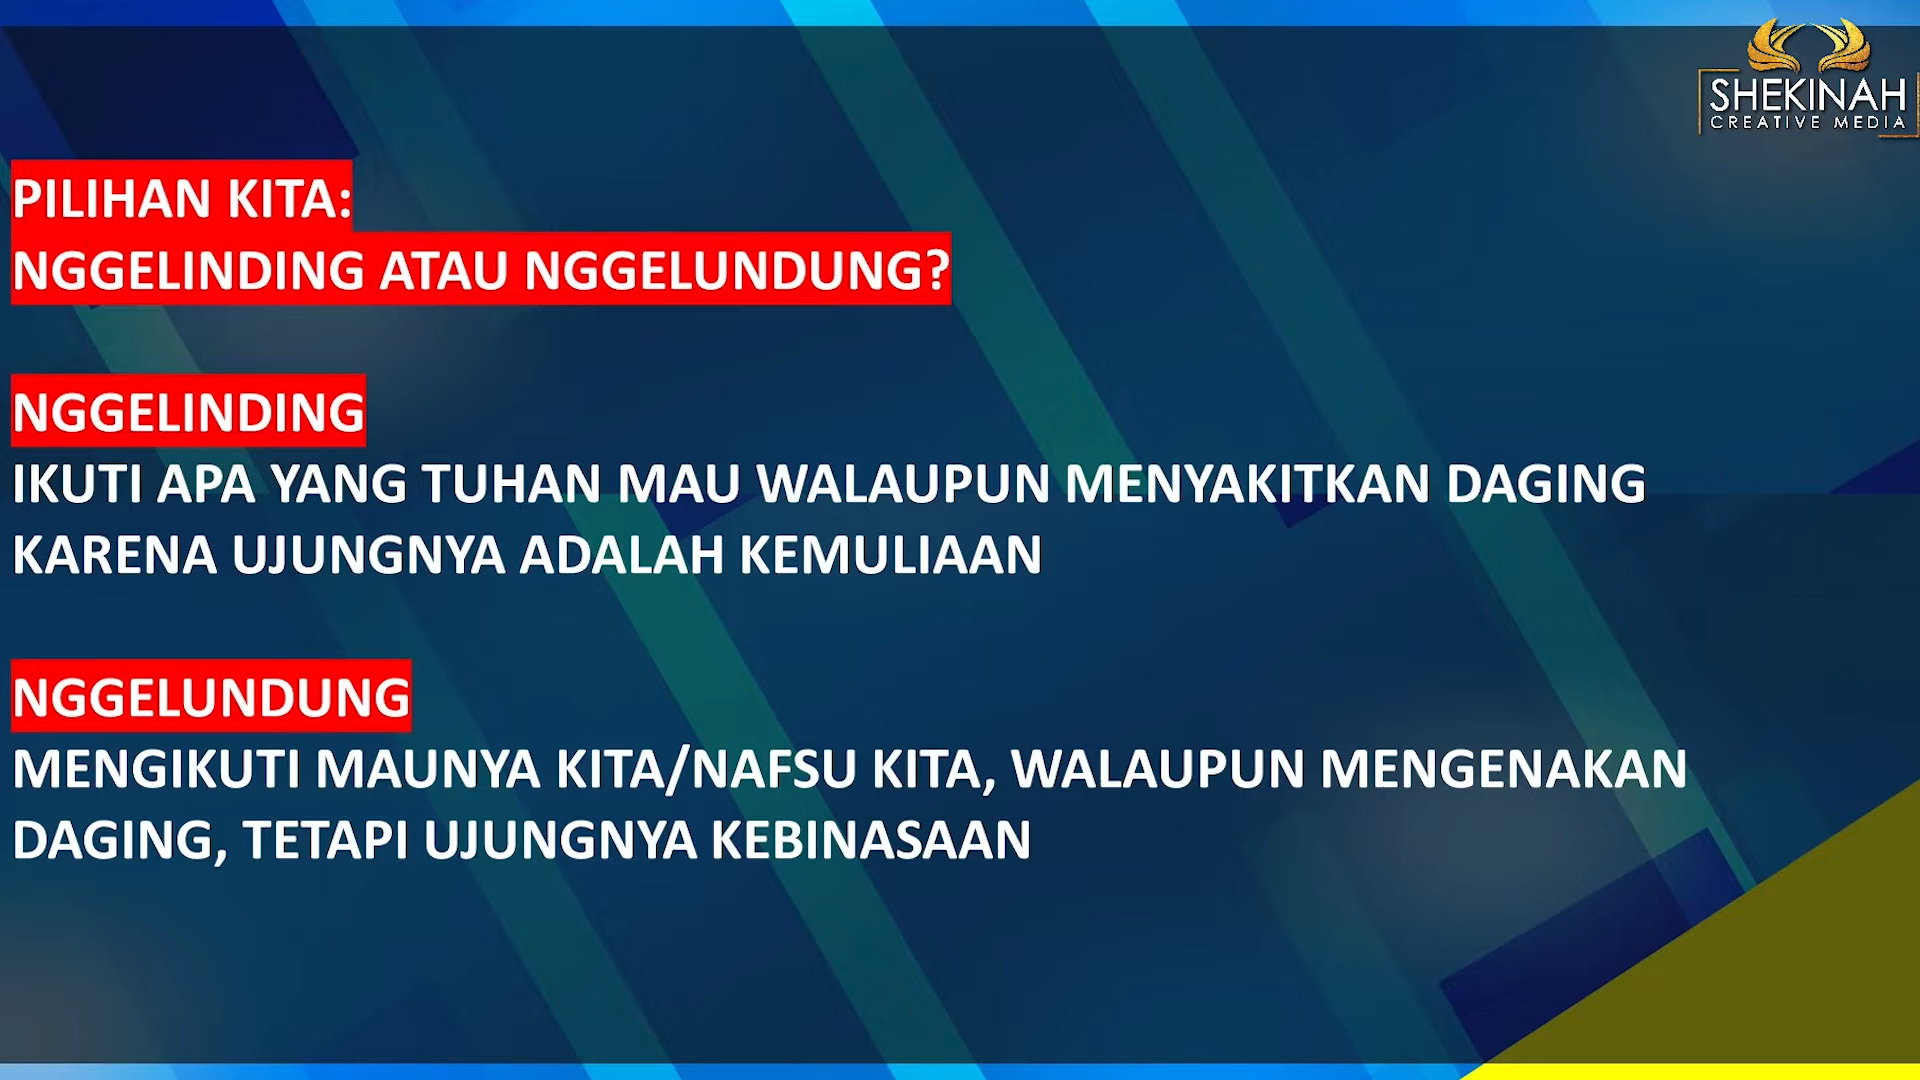 SHEKINAH
CREATIVE MEDIA
PILIHAN KITA:
NGGELINDING ATAU NGGELUNDUNG?
NGGELINDING
IKUTI APA YANG TUHAN MAU WALAUPUN MENYAKITKAN DAGING
KARENA UJUNGNYA ADALAH KEMULIAAN
NGGELUNDUNG
MENGIKUTI MAUNYA KITA/NAFSU KITA, WALAUPUN MENGENAKAN
DAGING, TETAPI UJUNGNYA KEBINASAAN